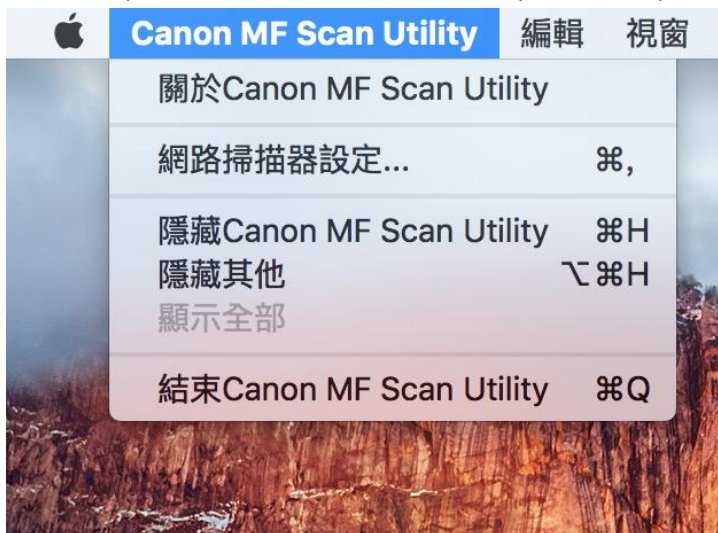 Canon MF Scan Utility 編輯 視窗
關於Canon MF Scan Utility
網路掃描器設定... ⌘,
隱藏Canon MF Scan Utility ⌘H
隱藏其他 ⌥⌘H
顯示全部
結束Canon MF Scan Utility ⌘Q